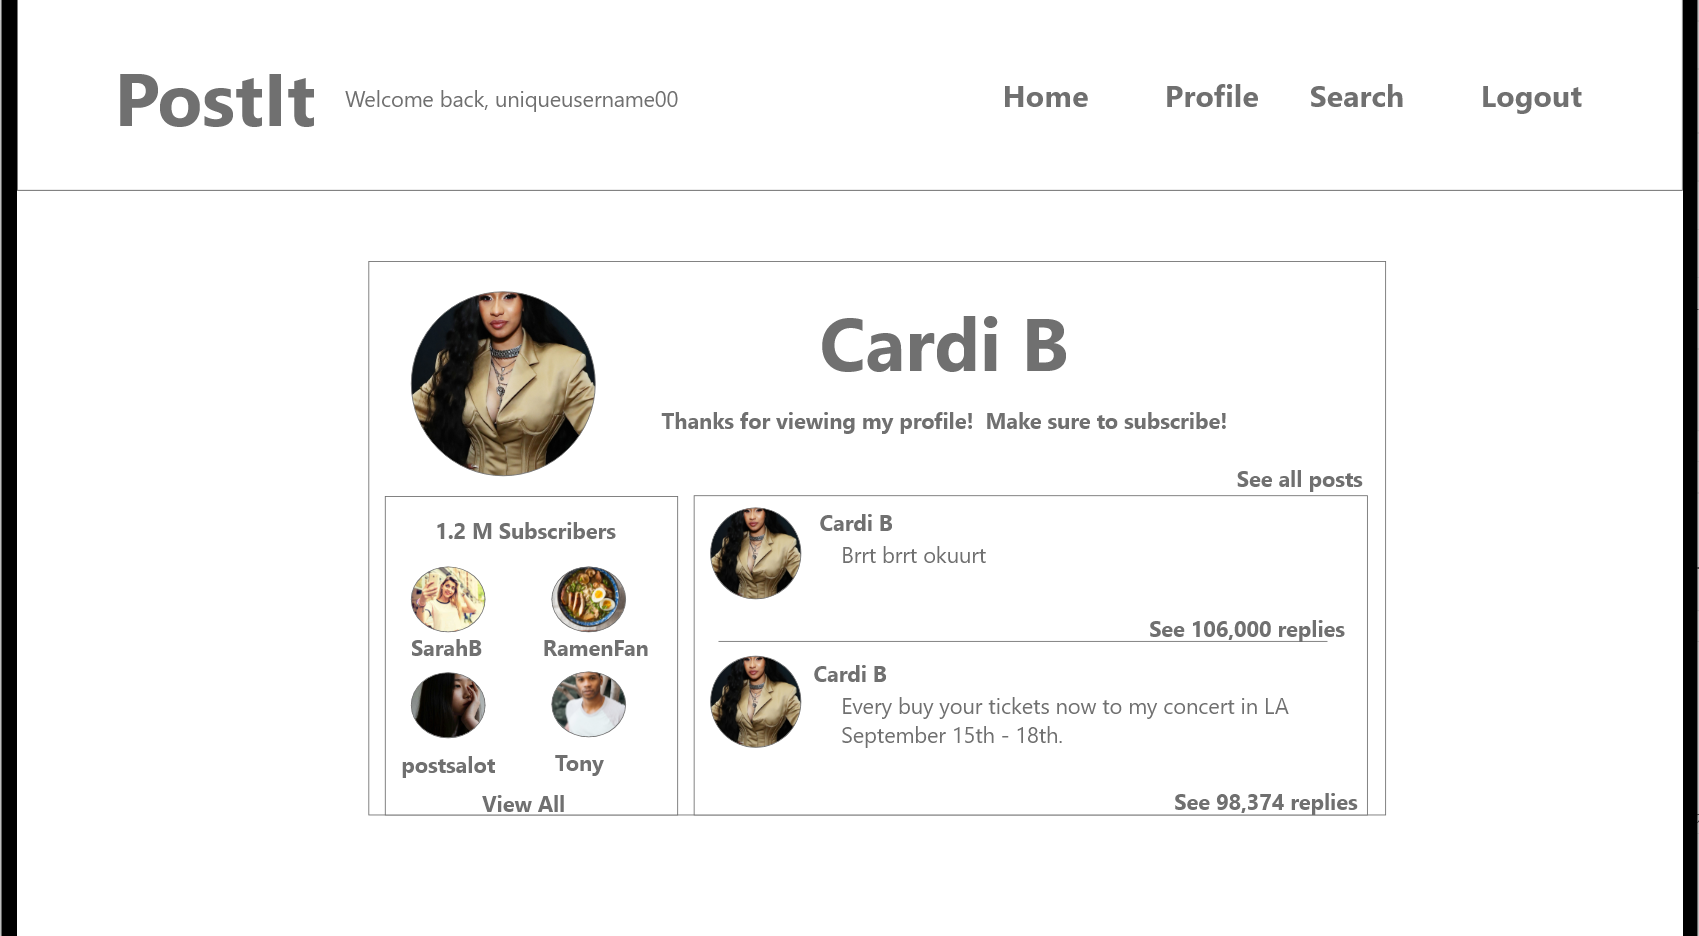 PostIt
Welcome back, uniqueusername00
Home
Profile
Search
Logout
Cardi B
Thanks for viewing my profile!  Make sure to subscribe!
See all posts
1.2 M Subscribers
SarahB
RamenFan
postsalot
Tony
View All
Cardi B
Brrt brrt okuurt
See 106,000 replies
Cardi B
Every buy your tickets now to my concert in LA
September 15th - 18th.
See 98,374 replies